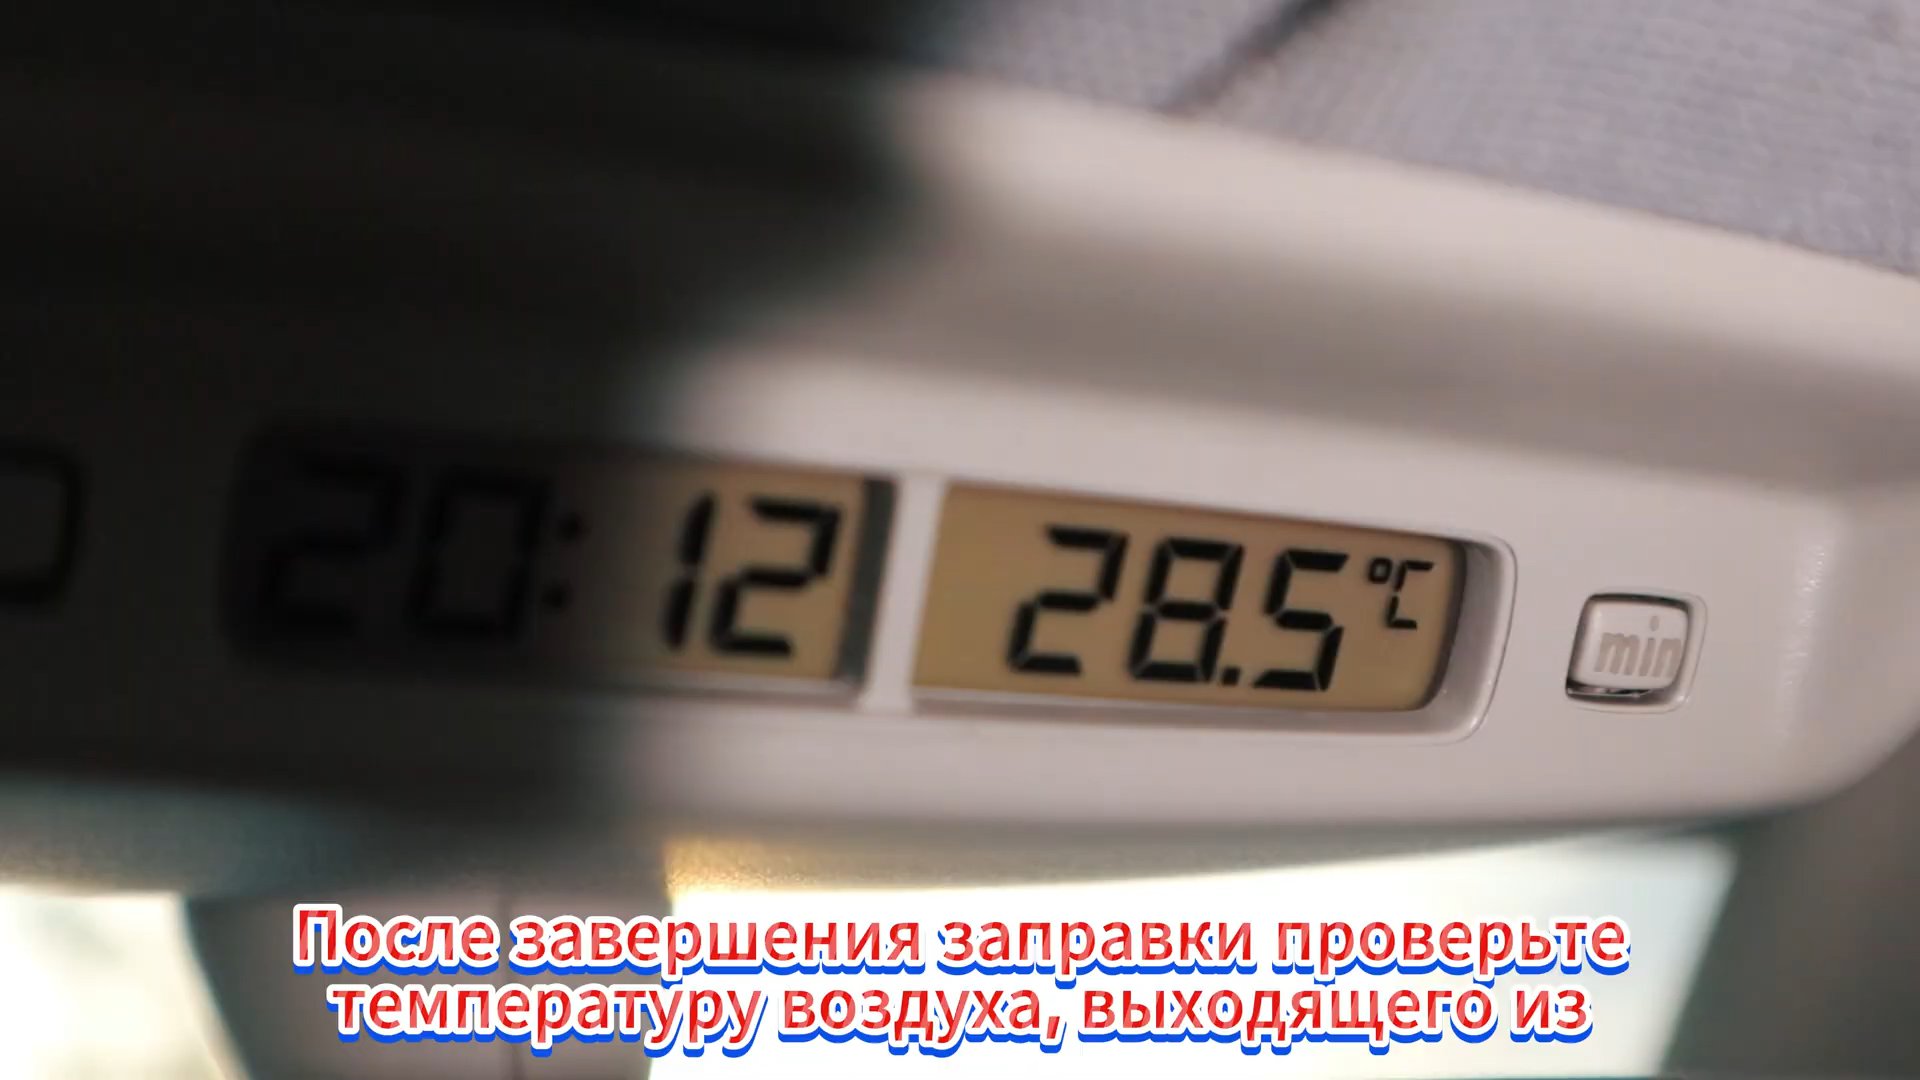 20:12
28.5 °C
min
После завершения заправки проверьте
температуру воздуха, выходящего из